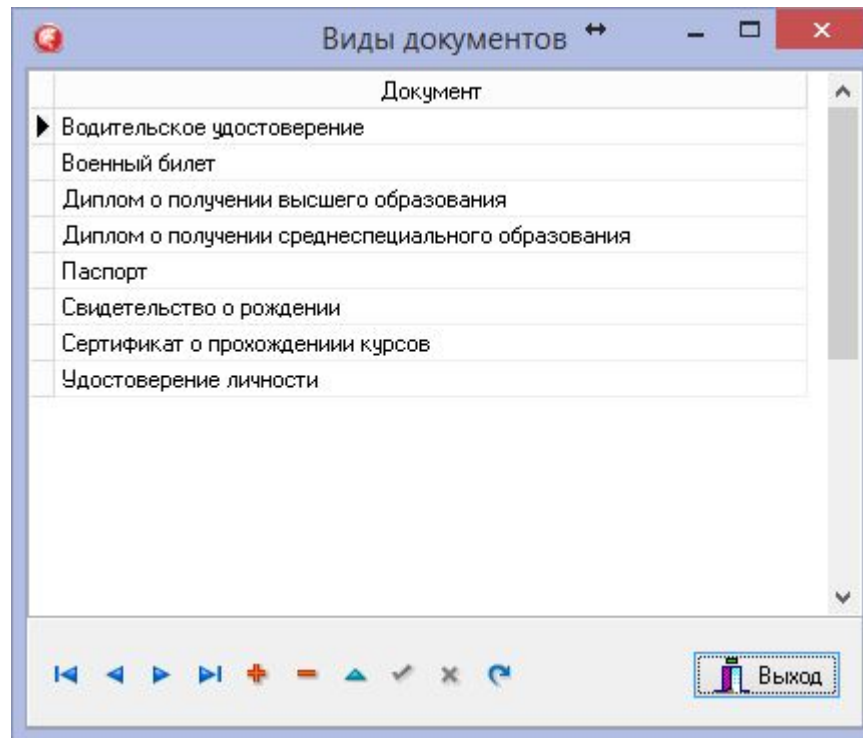 Виды документов
Документ
Водительское удостоверение
Военный билет
Диплом о получении высшего образования
Диплом о получении среднеспециального образования
Паспорт
Свидетельство о рождении
Сертификат о прохождениии курсов
Удостоверение личности
Выход